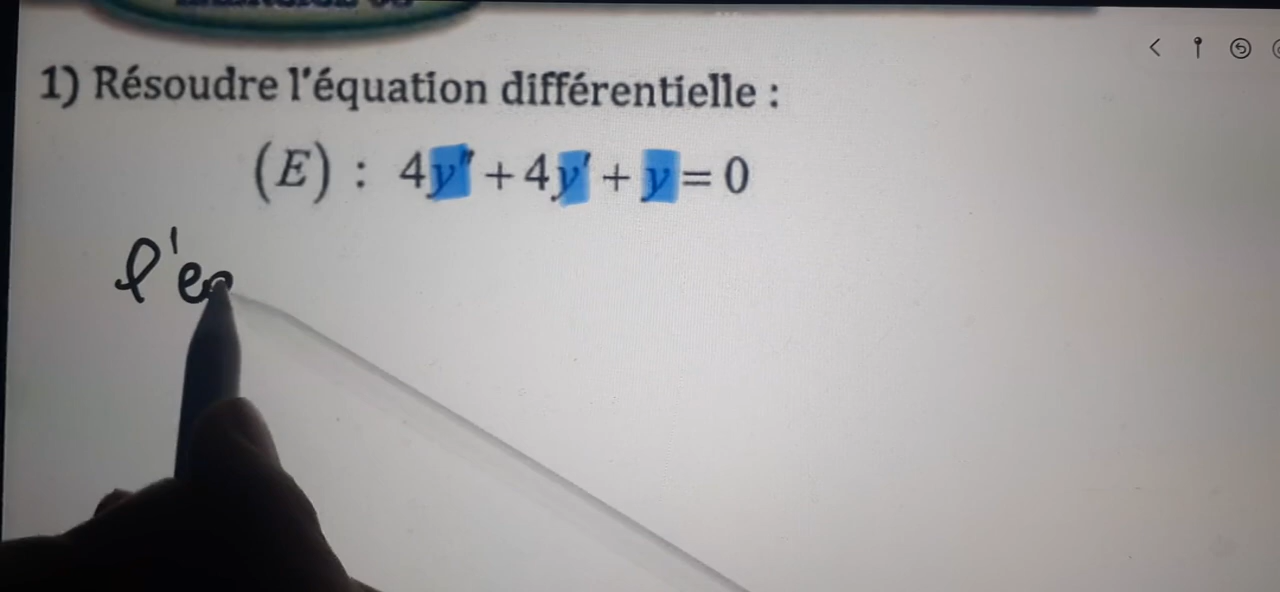 1) Résoudre l'équation différentielle :
(E) : 4y" + 4y' + y = 0